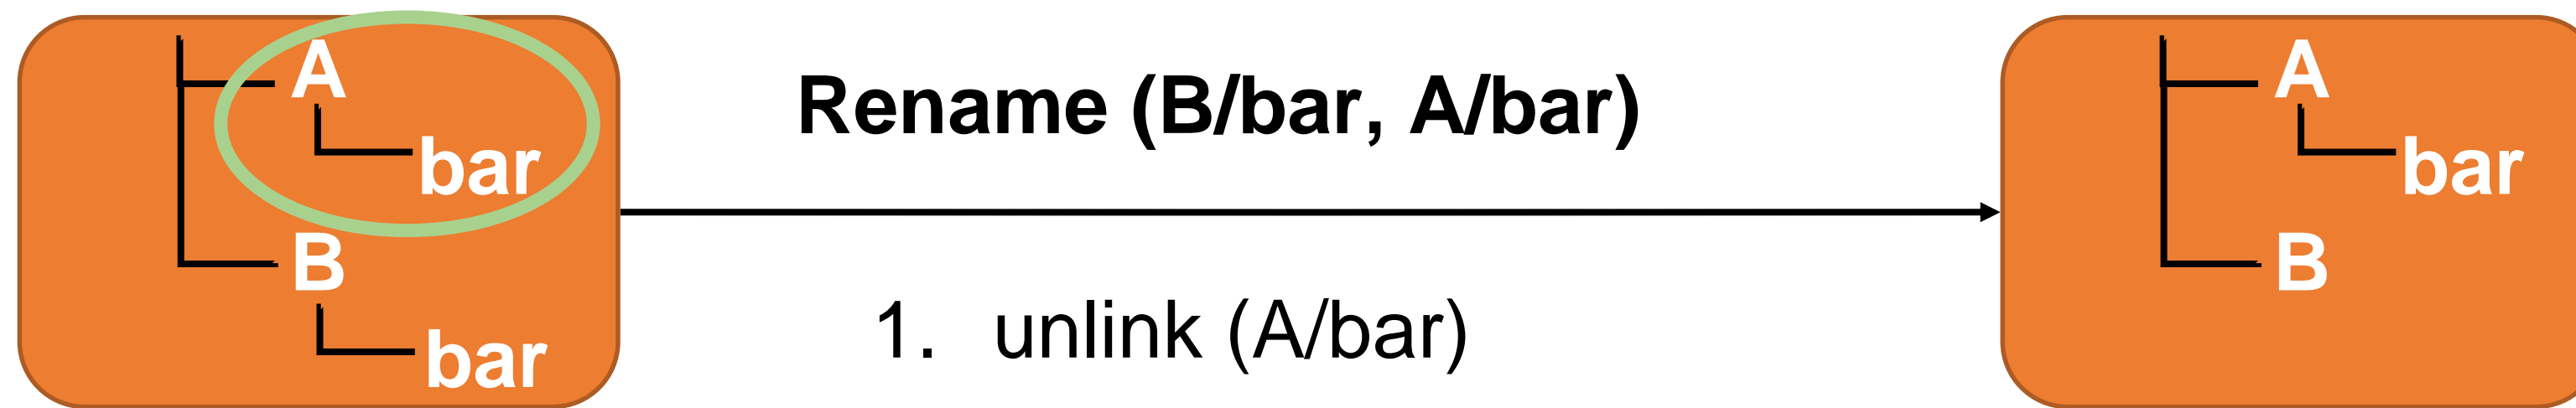 A
bar
B
bar
Rename (B/bar, A/bar)
1. unlink (A/bar)
A
bar
B